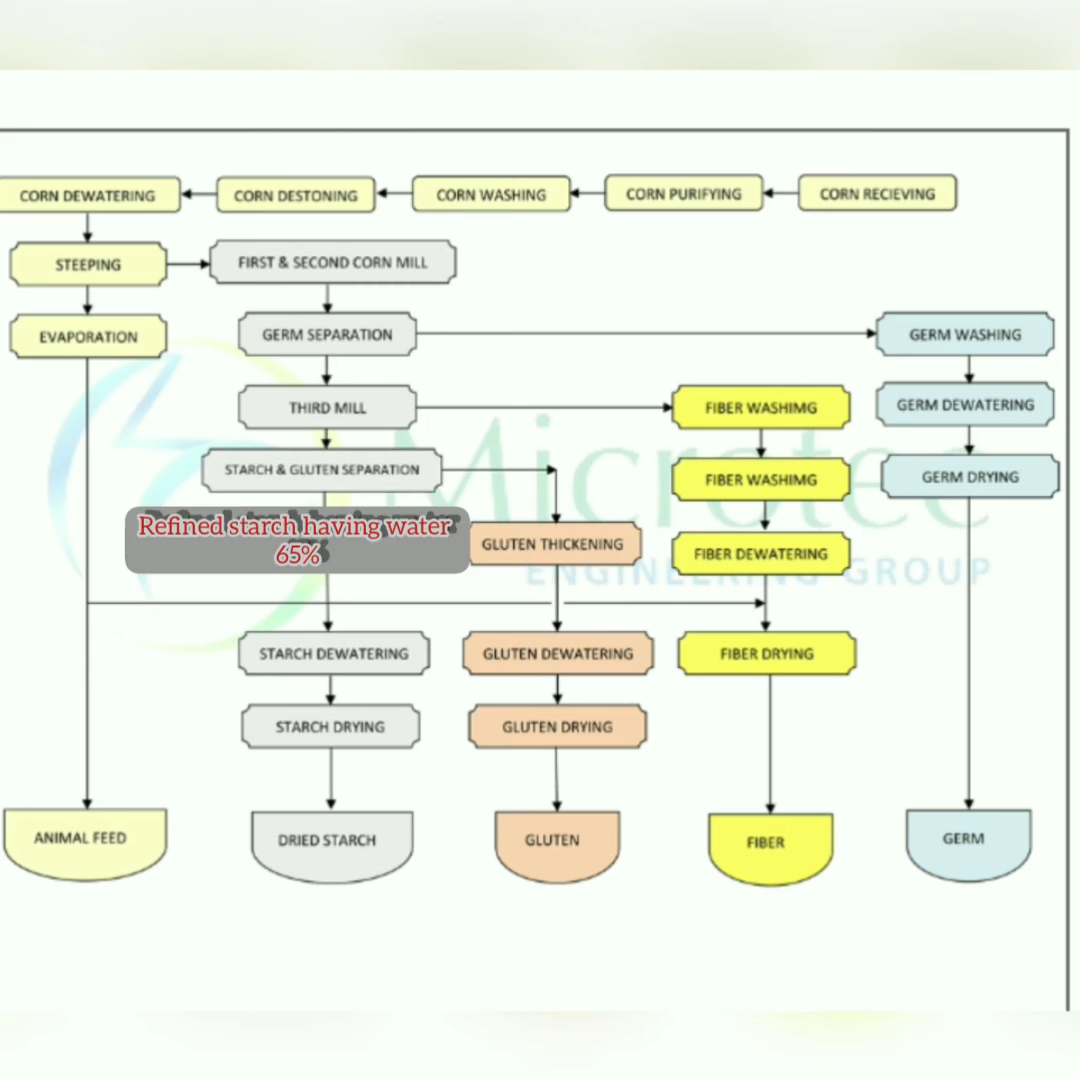 CORN DEWATERING
CORN DESTONING
CORN WASHING
CORN PURIFYING
CORN RECIEVING
STEEPING
FIRST & SECOND CORN MILL
EVAPORATION
GERM SEPARATION
GERM WASHING
THIRD MILL
FIBER WASHIMG
GERM DEWATERING
STARCH & GLUTEN SEPARATION
FIBER WASHIMG
GERM DRYING
Microtec
Refined starch having water
65%
GLUTEN THICKENING
FIBER DEWATERING
ENGINEERING GROUP
STARCH DEWATERING
GLUTEN DEWATERING
FIBER DRYING
STARCH DRYING
GLUTEN DRYING
ANIMAL FEED
DRIED STARCH
GLUTEN
FIBER
GERM